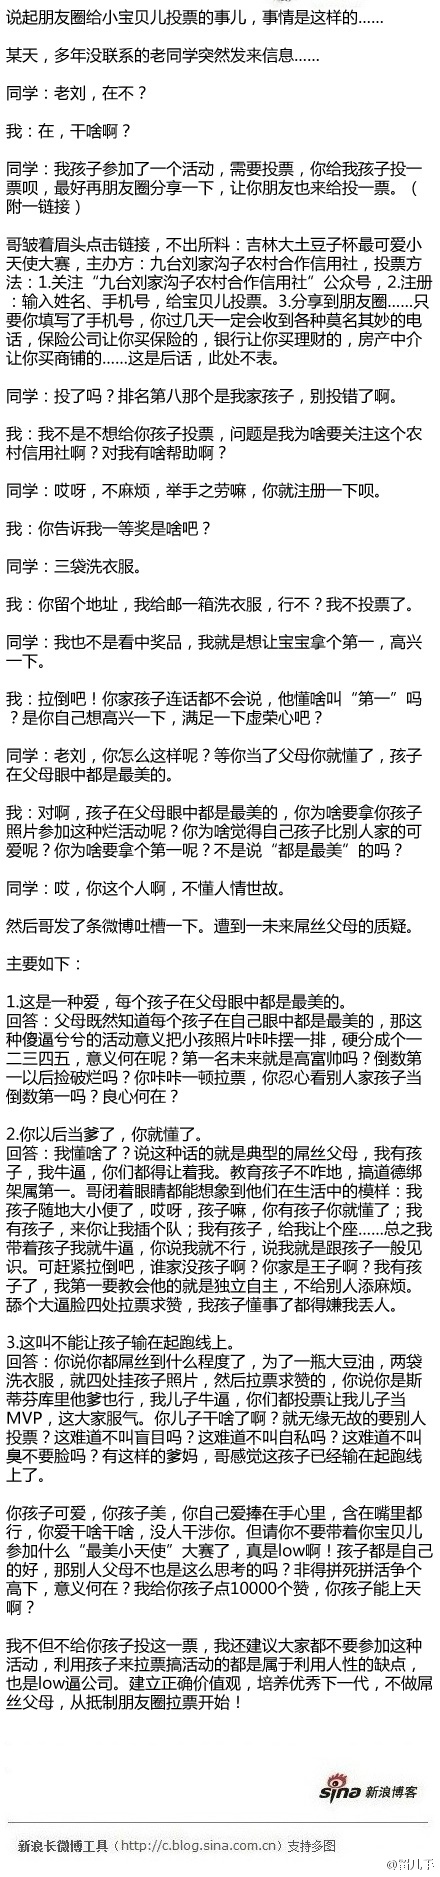 说起朋友圈给小宝贝儿投票的事儿，事情是这样的......
某天，多年没联系的老同学突然发来信息......
同学：老刘，在不？
我：在，干啥啊？
同学：我孩子参加了一个活动，需要投票，你给我孩子投一
票呗，最好再朋友圈分享一下，让你朋友也来给投一票。（
附一链接）
哥皱着眉头点击链接，不出所料：吉林大土豆子杯最可爱小
天使大赛，主办方：九台刘家沟子农村合作信用社，投票方
法：1.关注“九台刘家沟子农村合作信用社”公众号，2.注册
：输入姓名、手机号，给宝贝儿投票。3.分享到朋友圈......只
要你填写了手机号，你过几天一定会收到各种莫名其妙的电
话，保险公司让你买保险的，银行让你买理财的，房产中介
让你买商铺的......这是后话，此处不表。
同学：投了吗？排名第八那个是我家孩子，别投错了啊。
我：我不是不想给你孩子投票，问题是我为啥要关注这个农
村信用社啊？对我有啥帮助啊？
同学：哎呀，不麻烦，举手之劳嘛，你就注册一下呗。
我：你告诉我一等奖是啥吧？
同学：三袋洗衣服。
我：你留个地址，我给邮一箱洗衣服，行不？我不投票了。
同学：我也不是看中奖品，我就是想让宝宝拿个第一，高兴
一下。
我：拉倒吧！你家孩子连话都不会说，他懂啥叫“第一”吗
？是你自己想高兴一下，满足一下虚荣心吧？
同学：老刘，你怎么这样呢？等你当了父母你就懂了，孩子
在父母眼中都是最美的。
我：对啊，孩子在父母眼中都是最美的，你为啥要拿你孩子
照片参加这种烂活动呢？你为啥觉得自己孩子比别人家的可
爱呢？你为啥要拿个第一呢？不是说“都是最美”的吗？
同学：哎，你这个人啊，不懂人情世故。
然后哥发了条微博吐槽一下。遭到一未来屌丝父母的质疑。
主要如下：
1.这是一种爱，每个孩子在父母眼中都是最美的。
回答：父母既然知道每个孩子在自己眼中都是最美的，那这
种傻逼兮兮的活动意义把小孩照片咔咔摆一排，硬分成个一
二三四五，意义何在呢？第一名未来就是高富帅吗？倒数第
一以后捡破烂吗？你咔咔一顿拉票，你忍心看别人家孩子当
倒数第一吗？良心何在？
2.你以后当爹了，你就懂了。
回答：我懂啥了？说这种话的就是典型的屌丝父母，我有孩
子，我牛逼，你们都得让着我。教育孩子不咋地，搞道德绑
架属第一。哥闭着眼睛都能想象到他们在生活中的模样：我
孩子随地大小便了，哎呀，孩子嘛，你有孩子你就懂了；我
有孩子，来你让我插个队；我有孩子，给我让个座......总之我
带着孩子我就牛逼，你说我就不行，说我就是跟孩子一般见
识。可赶紧拉倒吧，谁家没孩子啊？你家是王子啊？我有孩
子了，我第一要教会他的就是独立自主，不给别人添麻烦。
舔个大逼脸四处拉票求赞，我孩子懂事了都得嫌我丢人。
3.这叫不能让孩子输在起跑线上。
回答：你说你都屌丝到什么程度了，为了一瓶大豆油，两袋
洗衣服，就四处挂孩子照片，然后拉票求赞的，你说你是斯
蒂芬库里他爹也行，我儿子牛逼，你们都投票让我儿子当
MVP，这大家服气。你儿子干啥了啊？就无缘无故的要别人
投票？这难道不叫盲目吗？这难道不叫自私吗？这难道不叫
臭不要脸吗？有这样的爹妈，哥感觉这孩子已经输在起跑线
上了。
你孩子可爱，你孩子美，你自己爱捧在手心里，含在嘴里都
行，你爱干啥干啥，没人干涉你。但请你不要带着你宝贝儿
参加什么“最美小天使”大赛了，真是low啊！孩子都是自己
的好，那别人父母不也是这么思考的吗？非得拼死拼活争个
高下，意义何在？我给你孩子点10000个赞，你孩子能上天
啊？
我不但不给你孩子投这一票，我还建议大家都不要参加这种
活动，利用孩子来拉票搞活动的都是属于利用人性的缺点，
也是low逼公司。建立正确价值观，培养优秀下一代，不做屌
丝父母，从抵制朋友圈拉票开始！
sina 新浪博客
新浪长微博工具（http://c.blog.sina.com.cn）支持多图